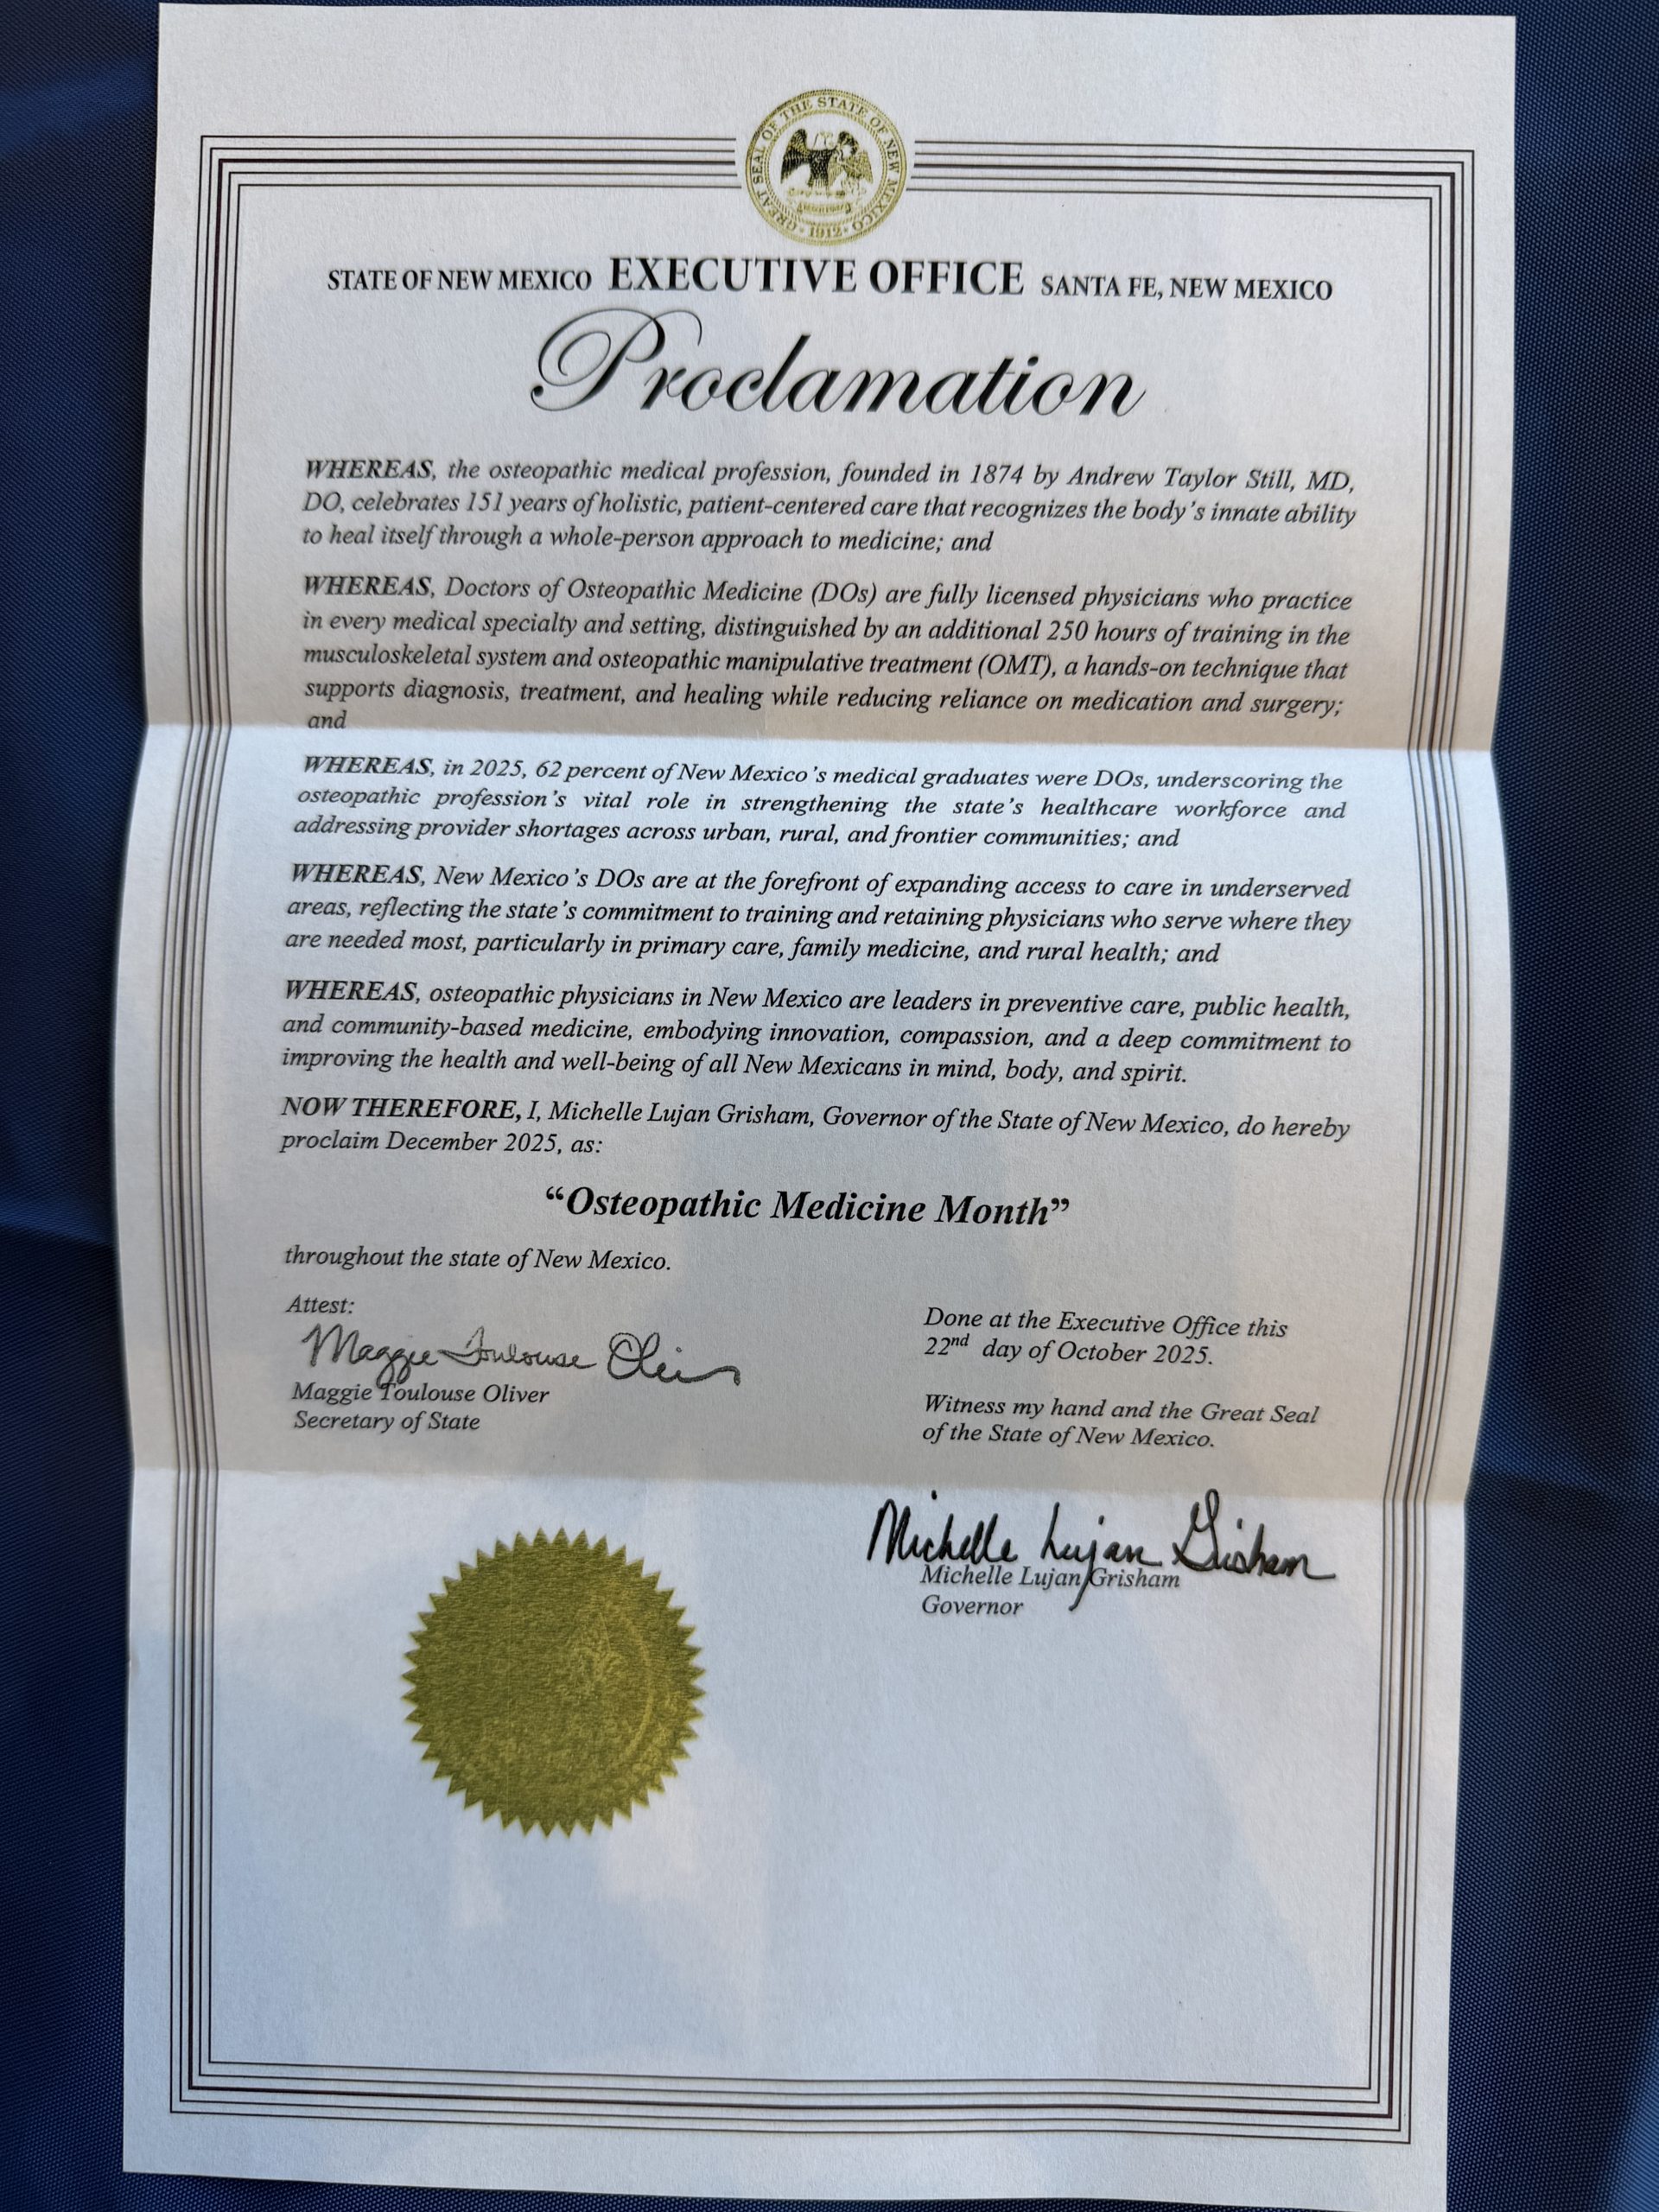 GREAT SEAL OF THE STATE OF NEW MEXICO
1912
STATE OF NEW MEXICO EXECUTIVE OFFICE SANTA FE, NEW MEXICO
Proclamation
WHEREAS, the osteopathic medical profession, founded in 1874 by Andrew Taylor Still, MD,
DO, celebrates 151 years of holistic, patient-centered care that recognizes the body's innate ability
to heal itself through a whole-person approach to medicine; and
WHEREAS, Doctors of Osteopathic Medicine (DOs) are fully licensed physicians who practice
in every medical specialty and setting, distinguished by an additional 250 hours of training in the
musculoskeletal system and osteopathic manipulative treatment (OMT), a hands-on technique that
supports diagnosis, treatment, and healing while reducing reliance on medication and surgery;
and
WHEREAS, in 2025, 62 percent of New Mexico's medical graduates were DOs, underscoring the
osteopathic profession's vital role in strengthening the state's healthcare workforce and
addressing provider shortages across urban, rural, and frontier communities; and
WHEREAS, New Mexico's DOs are at the forefront of expanding access to care in underserved
areas, reflecting the state's commitment to training and retaining physicians who serve where they
are needed most, particularly in primary care, family medicine, and rural health; and
WHEREAS, osteopathic physicians in New Mexico are leaders in preventive care, public health,
and community-based medicine, embodying innovation, compassion, and a deep commitment to
improving the health and well-being of all New Mexicans in mind, body, and spirit.
NOW THEREFORE, I, Michelle Lujan Grisham, Governor of the State of New Mexico, do hereby
proclaim December 2025, as:
“Osteopathic Medicine Month”
throughout the state of New Mexico.
Attest:
Maggie Toulouse Oliver
Maggie Toulouse Oliver
Secretary of State
Done at the Executive Office this
22nd day of October 2025.
Witness my hand and the Great Seal
of the State of New Mexico.
Michelle Lujan Grisham
Michelle Lujan Grisham
Governor